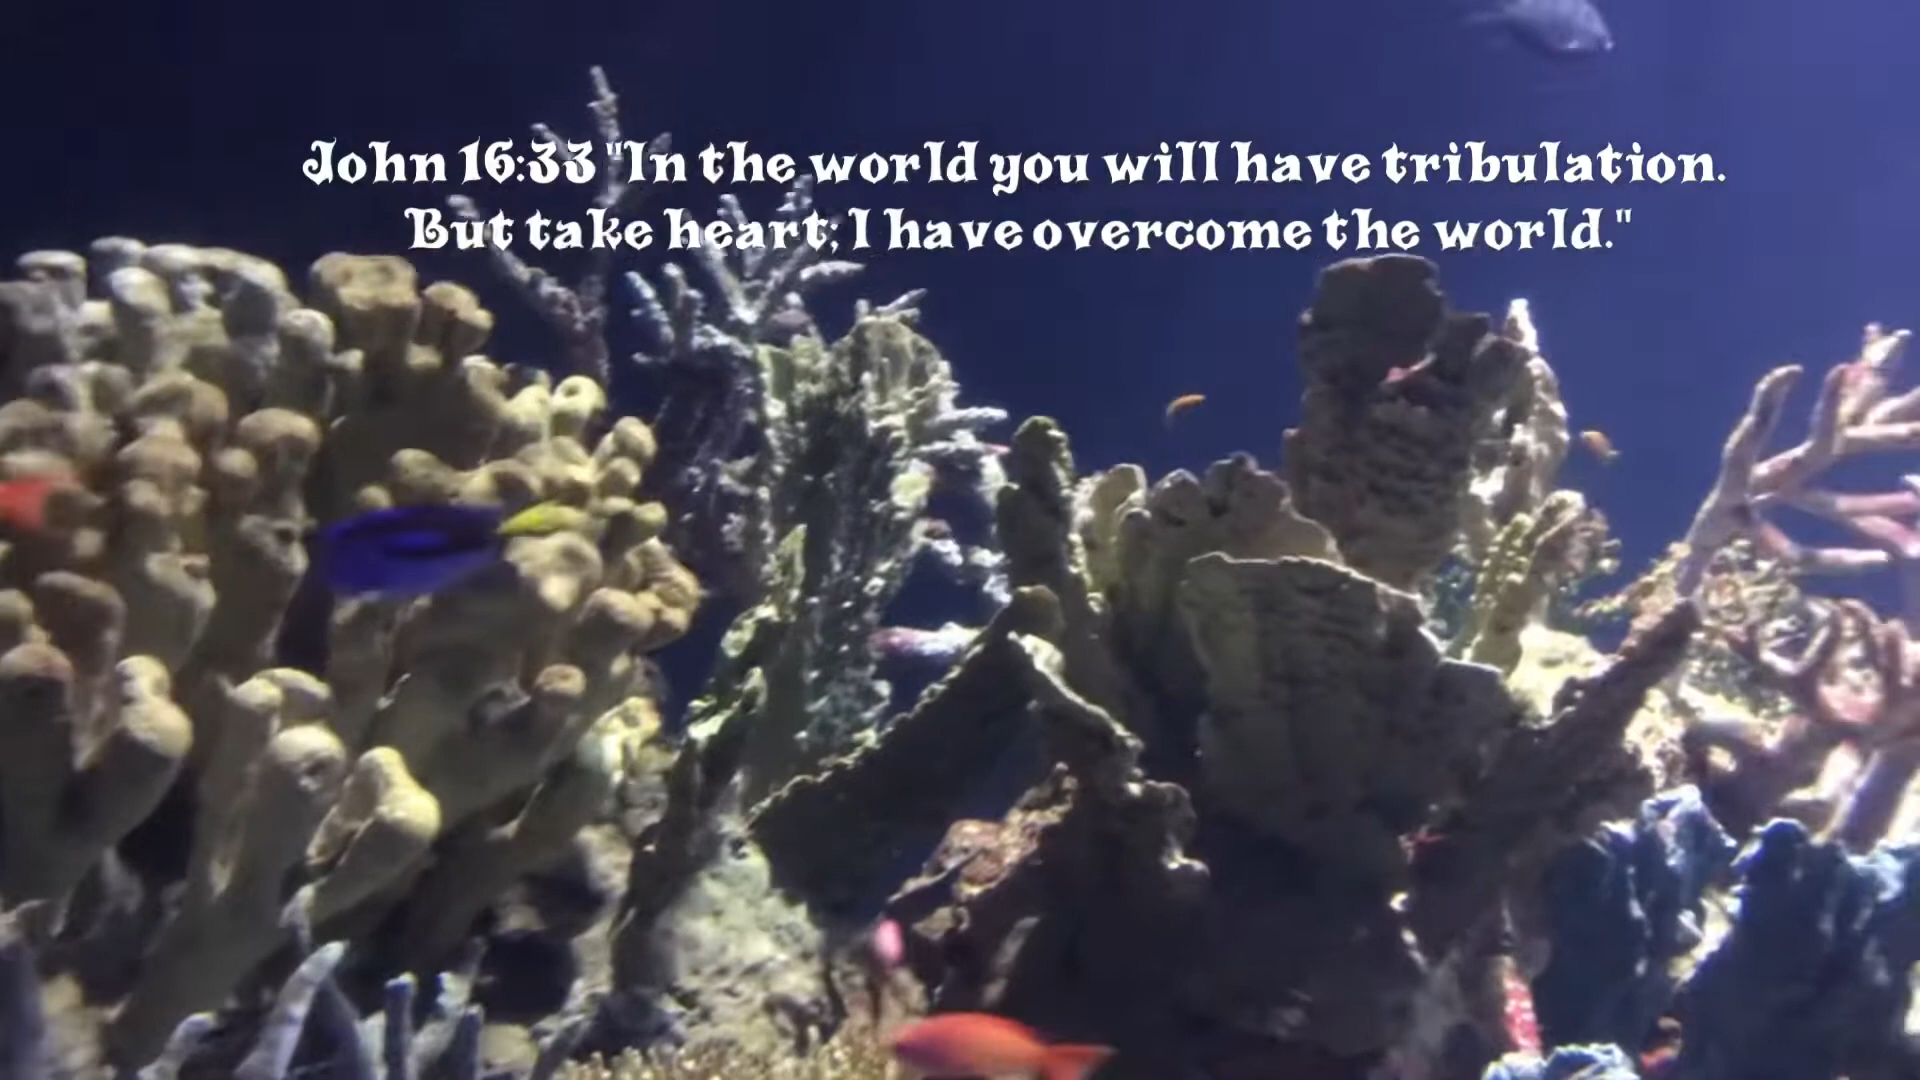 John 16:33 "In the world you will have tribulation.
But take heart; I have overcome the world."